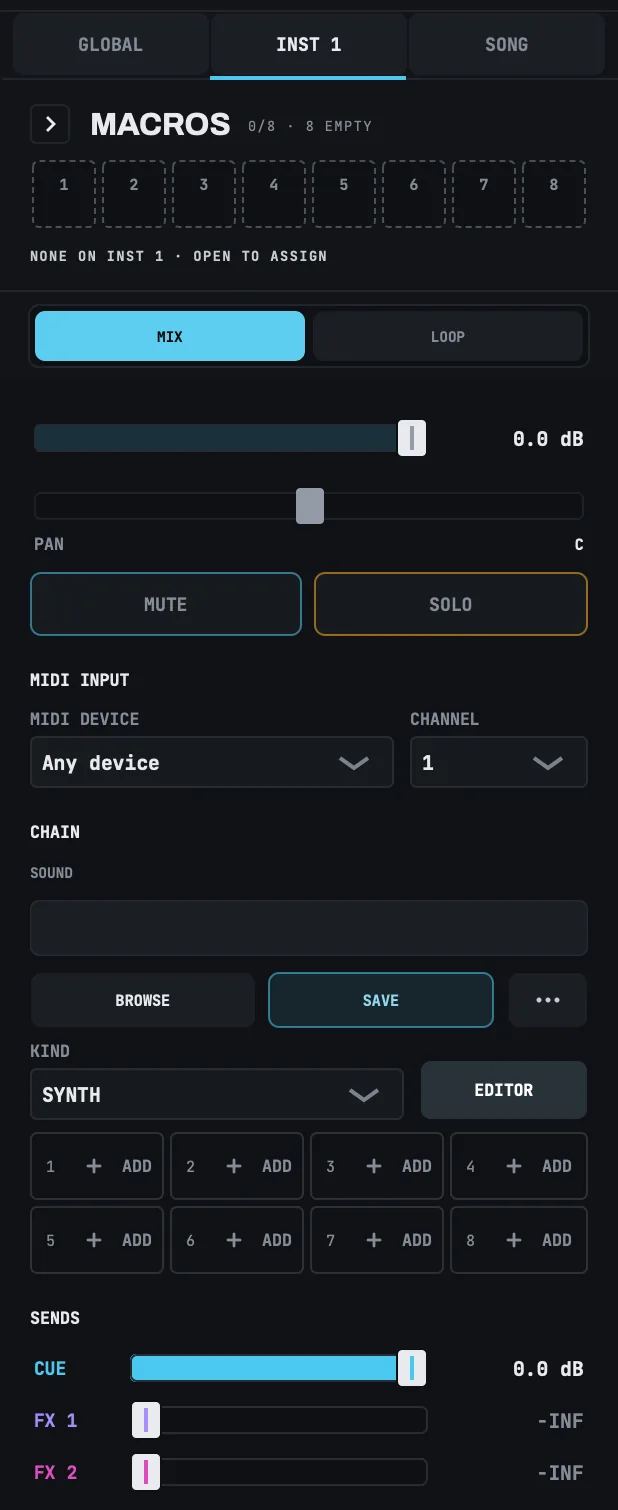 GLOBAL INST 1 SONG
MACROS 0/8 · 8 EMPTY
1 2 3 4 5 6 7 8
NONE ON INST 1 · OPEN TO ASSIGN
MIX LOOP
0.0 dB
PAN C
MUTE SOLO
MIDI INPUT
MIDI DEVICE CHANNEL
Any device 1
CHAIN
SOUND
BROWSE SAVE ···
KIND
SYNTH EDITOR
1 + ADD 2 + ADD 3 + ADD 4 + ADD
5 + ADD 6 + ADD 7 + ADD 8 + ADD
SENDS
CUE 0.0 dB
FX 1 -INF
FX 2 -INF